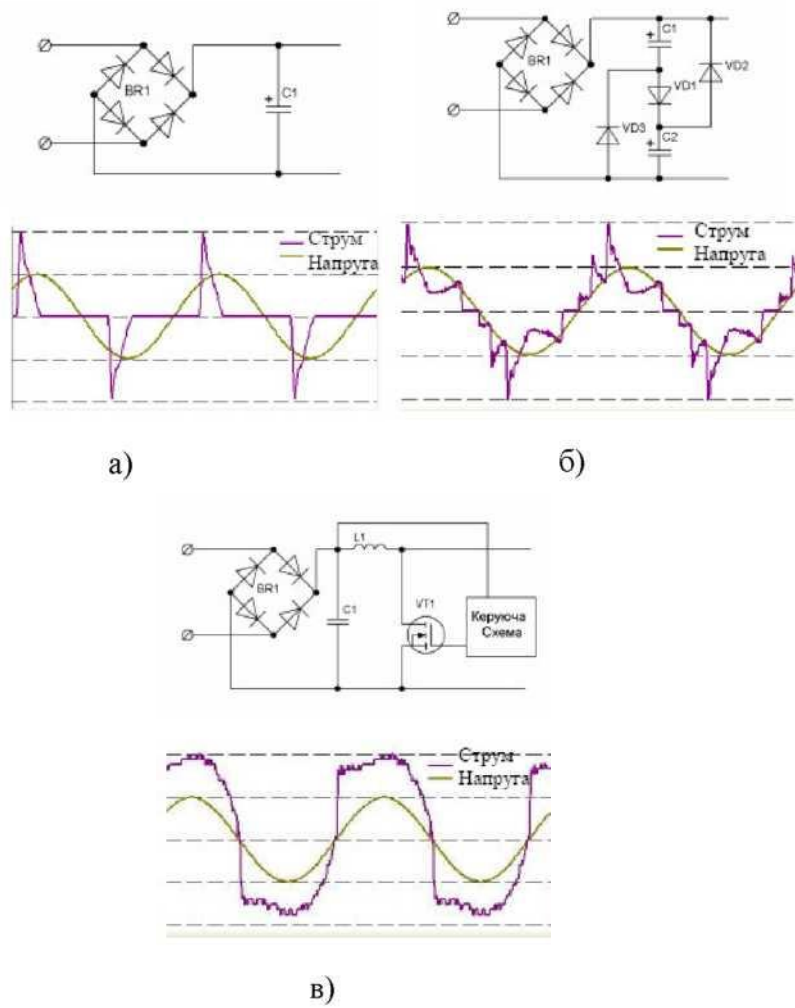 BR1
C1
BR1
C1
VD1
VD2
VD3
C2
Струм
Напруга
Струм
Напруга
а)
б)
BR1
L1
C1
VT1
Керуюча
Схема
Струм
Напруга
в)